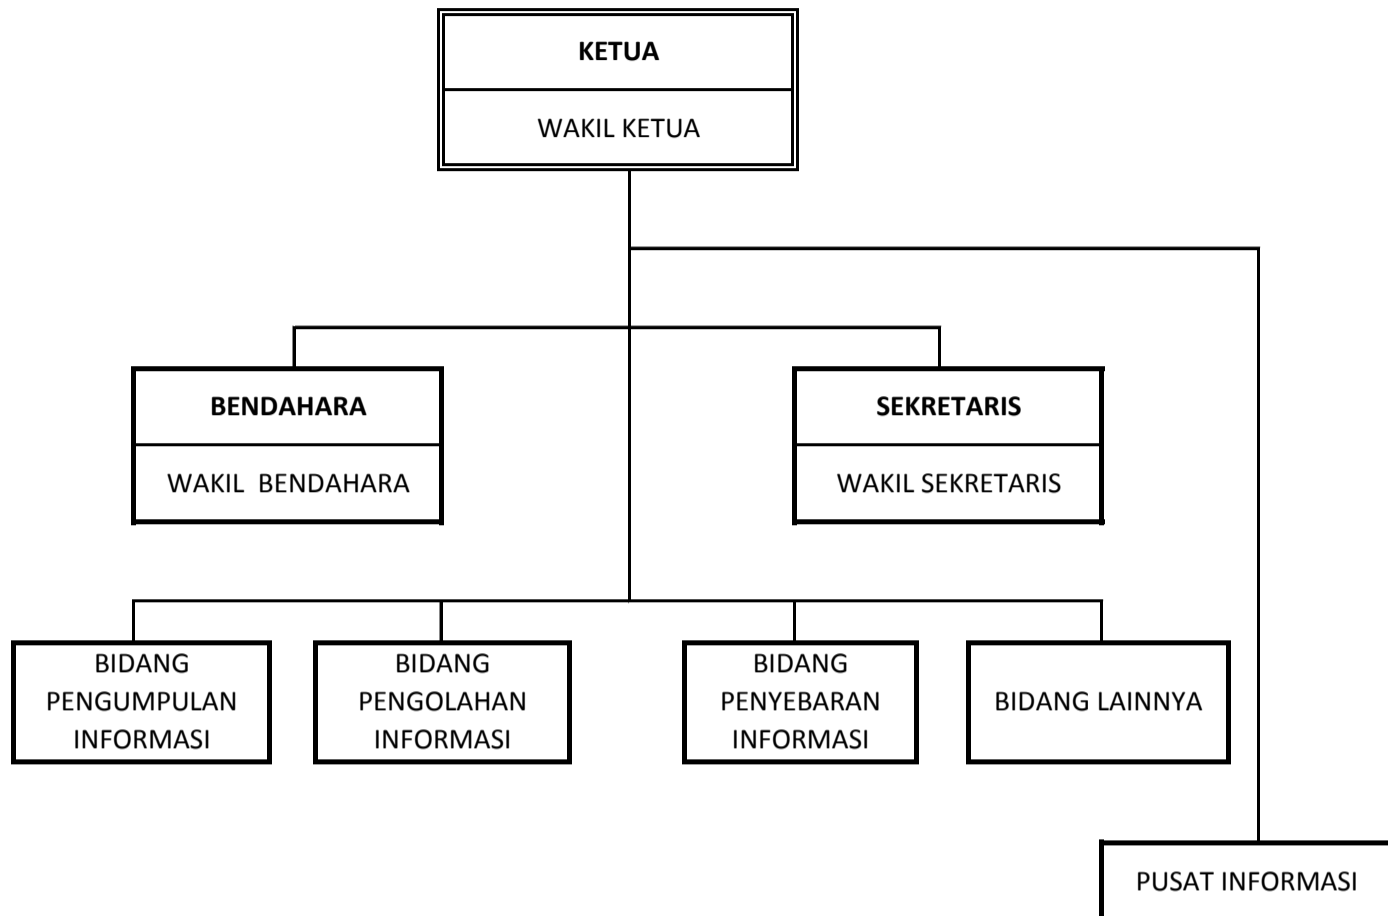 KETUA
WAKIL KETUA
BENDAHARA
WAKIL  BENDAHARA
SEKRETARIS
WAKIL SEKRETARIS
BIDANG
PENGUMPULAN
INFORMASI
BIDANG
PENGOLAHAN
INFORMASI
BIDANG
PENYEBARAN
INFORMASI
BIDANG LAINNYA
PUSAT INFORMASI